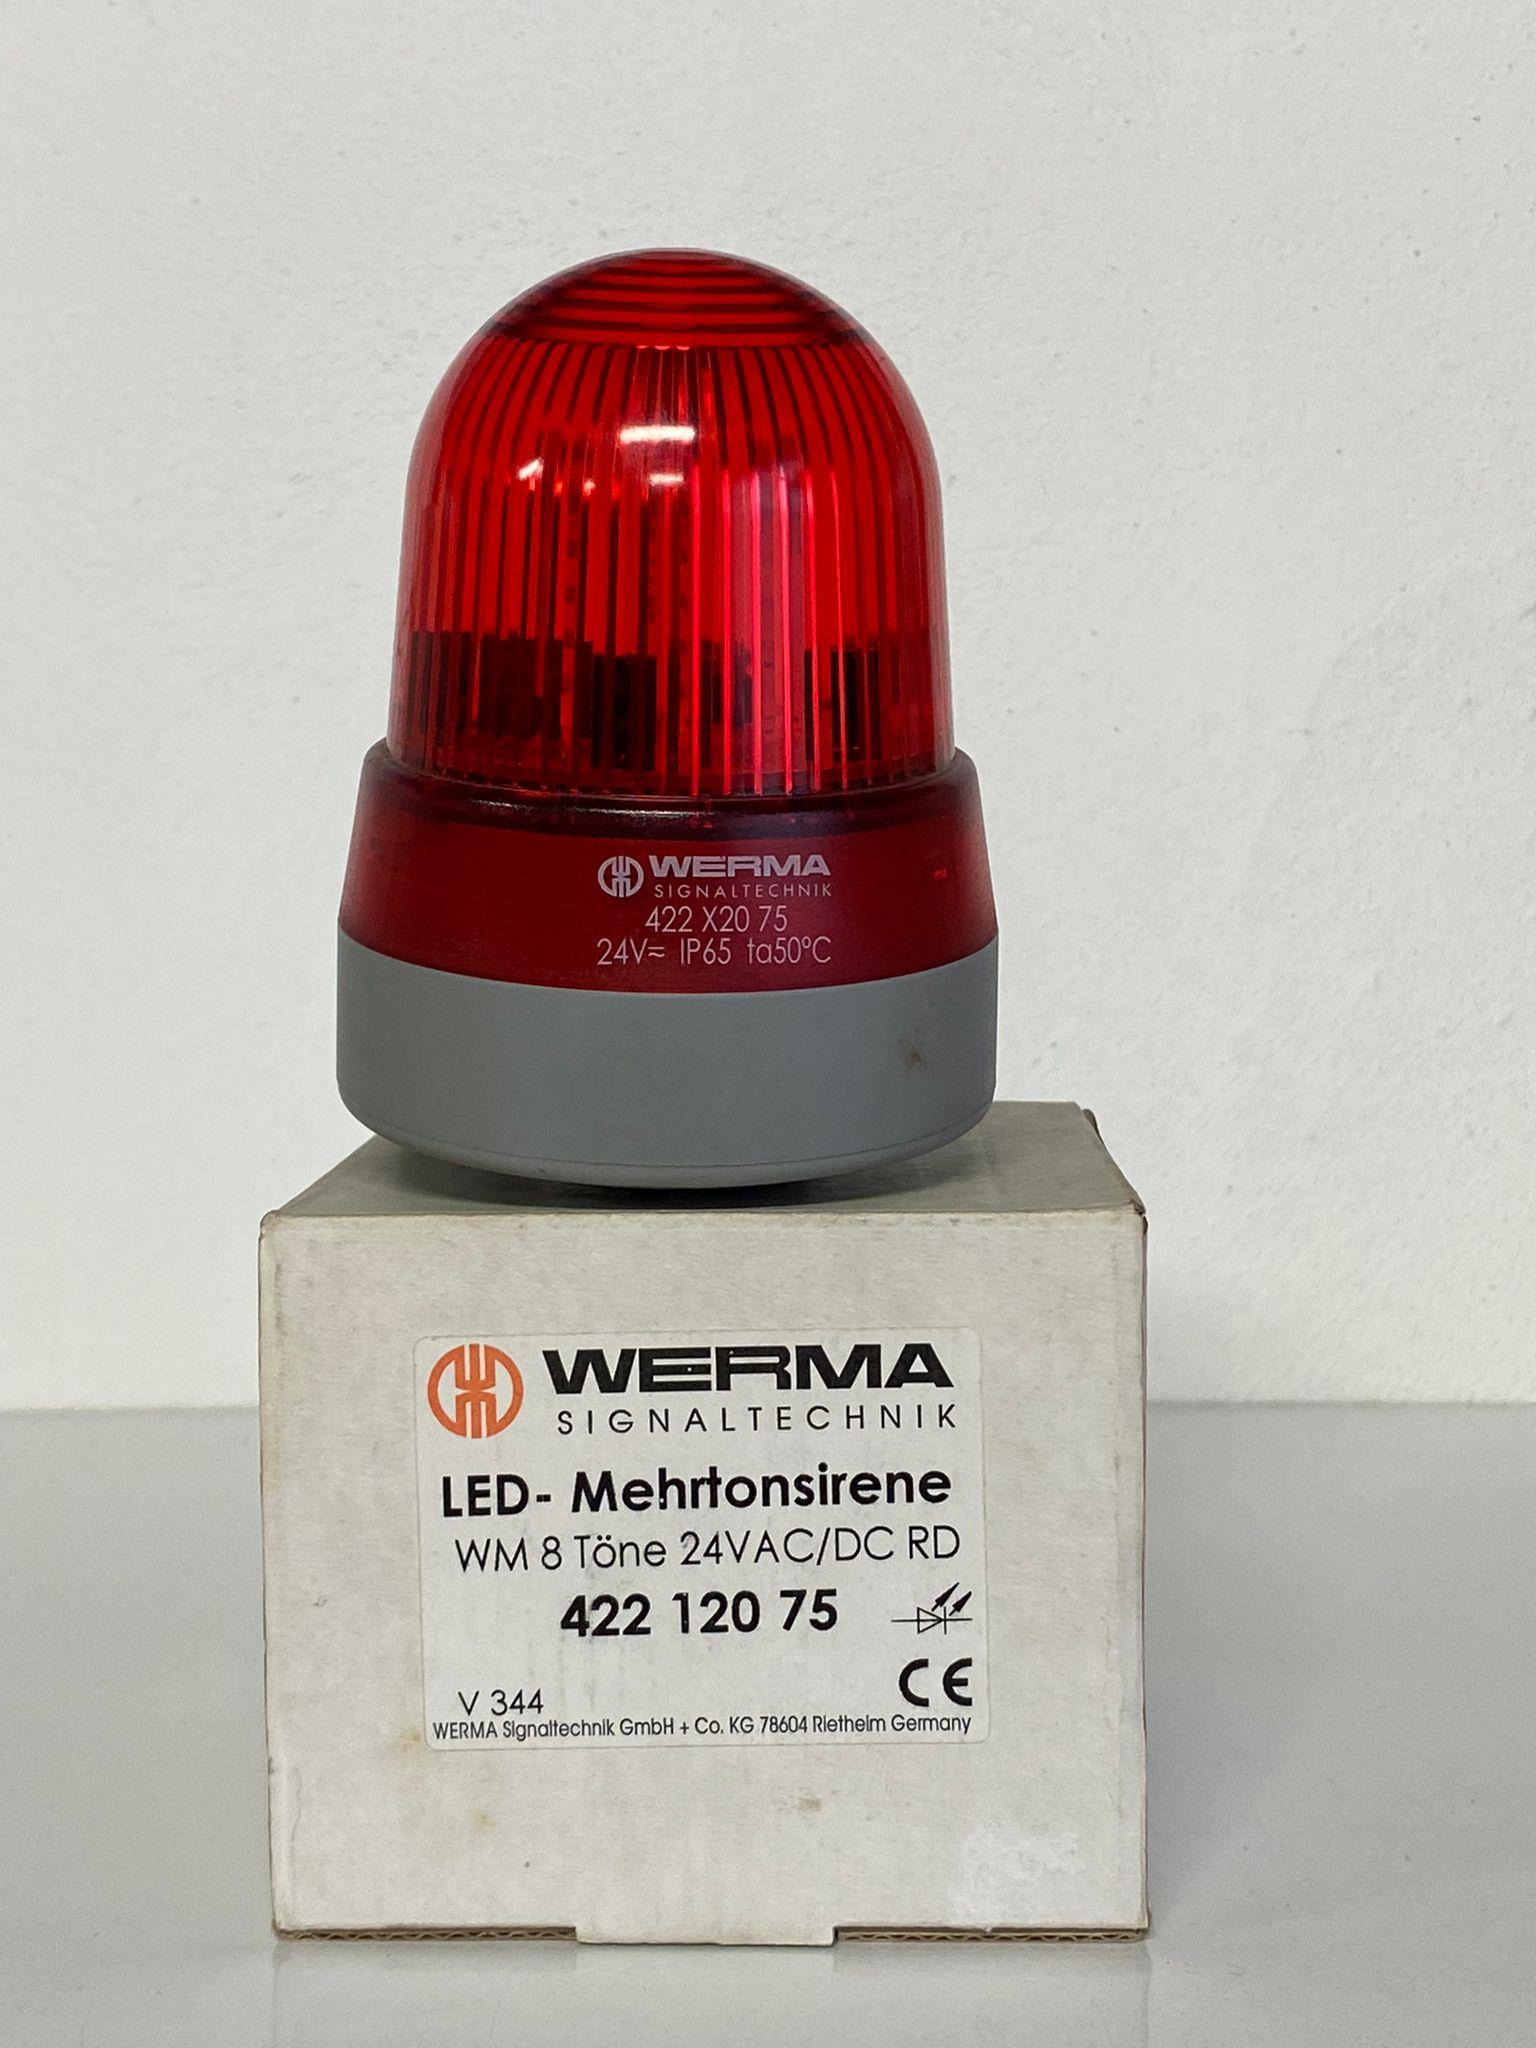 WERMA
SIGNALTECHNIK
422 X20 75
24V≂ IP65 ta50°C
WERMA
SIGNALTECHNIK
LED- Mehrtonsirene
WM 8 Töne 24VAC/DC RD
422 120 75
CE
V 344
WERMA Signaltechnik GmbH + Co. KG 78604 Rietheim Germany